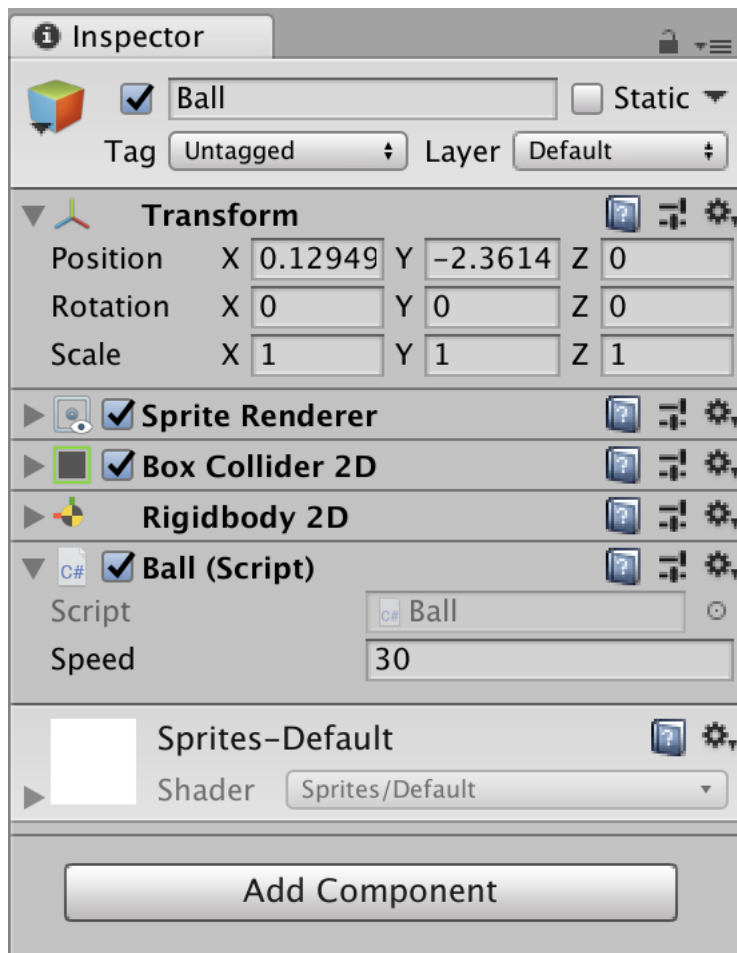 Inspector
Ball Static
Tag Untagged Layer Default
Transform
Position X 0.12949 Y -2.3614 Z 0
Rotation X 0 Y 0 Z 0
Scale X 1 Y 1 Z 1
Sprite Renderer
Box Collider 2D
Rigidbody 2D
C# Ball (Script)
Script C# Ball
Speed 30
Sprites-Default
Shader Sprites/Default
Add Component